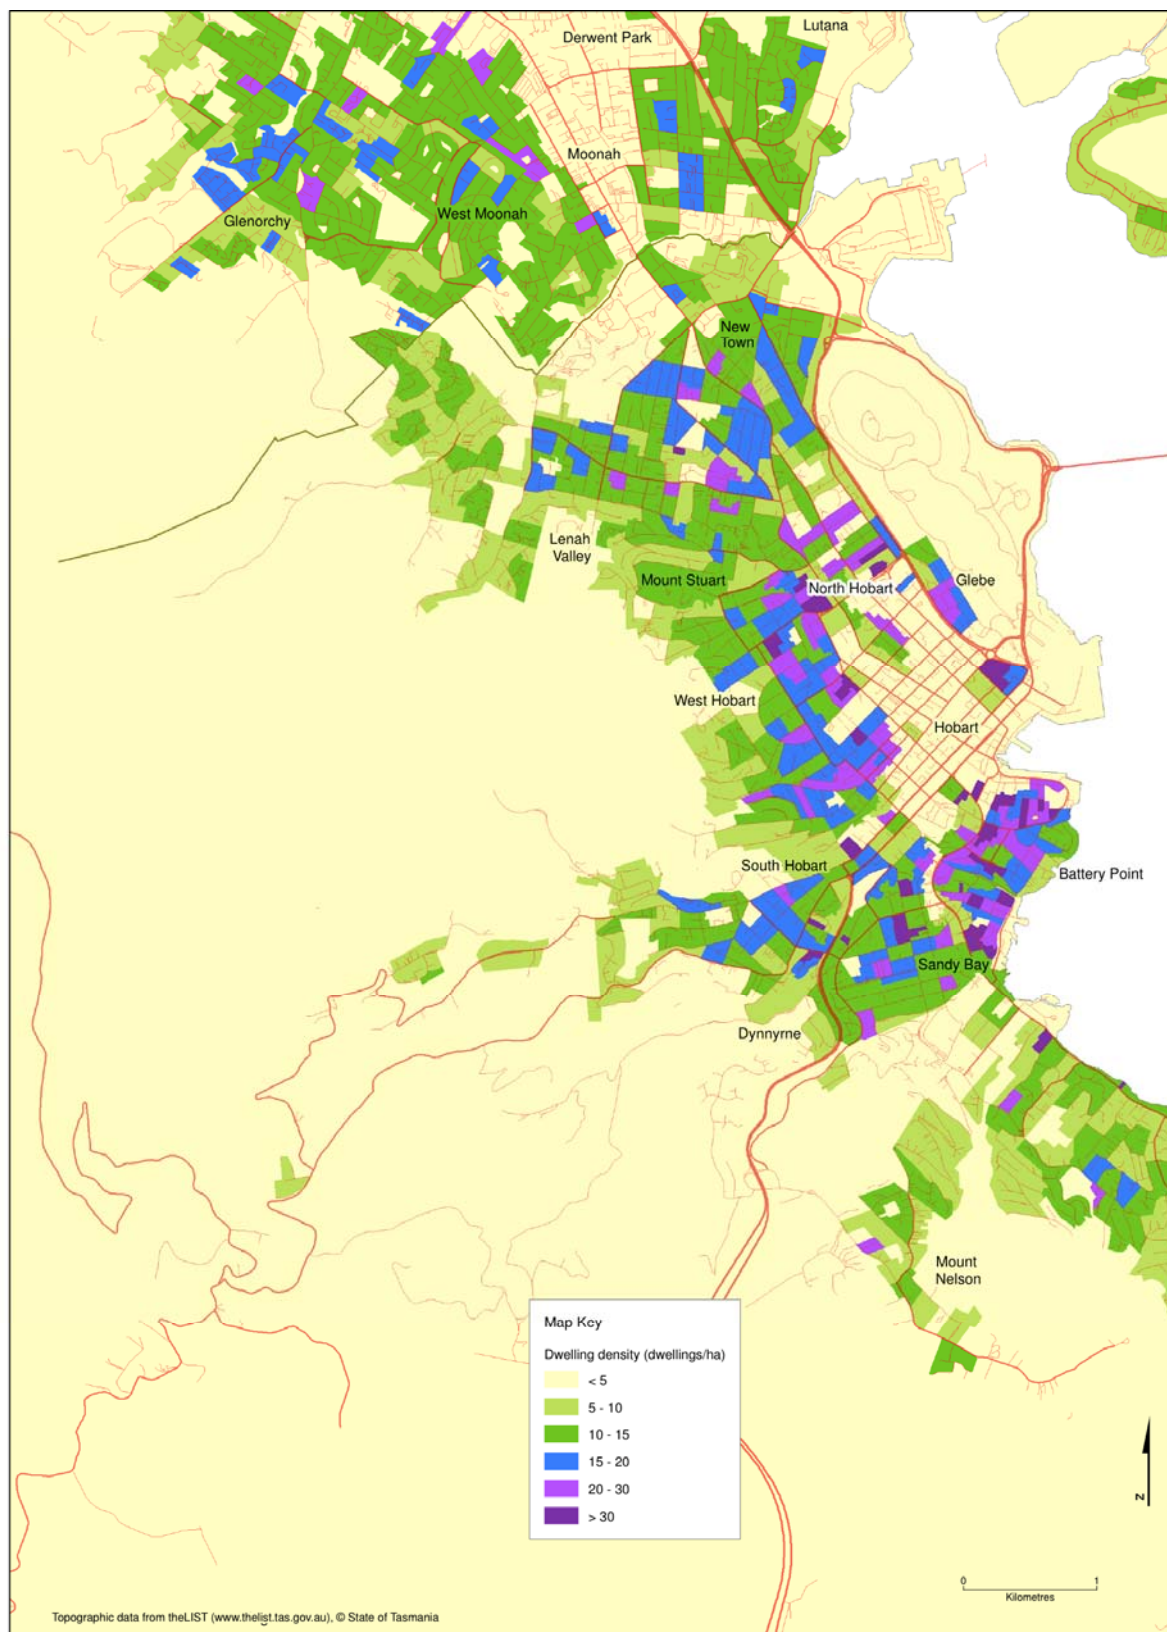 Lutana
Derwent Park
Moonah
West Moonah
Glenorchy
New
Town
Lenah
Valley
Mount Stuart
North Hobart
Glebe
West Hobart
Hobart
South Hobart
Battery Point
Sandy Bay
Dynnyrne
Mount
Nelson
Map Key
Dwelling density (dwellings/ha)
< 5
5 - 10
10 - 15
15 - 20
20 - 30
> 30
N
0 1
Kilometres
Topographic data from theLIST (www.thelist.tas.gov.au), © State of Tasmania